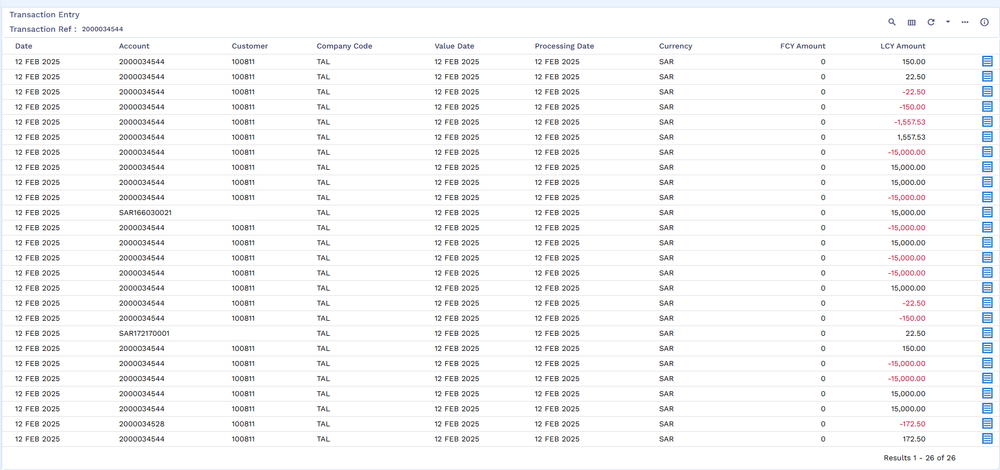 Transaction Entry
Transaction Ref : 2000034544
Date Account Customer Company Code Value Date Processing Date Currency FCY Amount LCY Amount
12 FEB 2025 2000034544 100811 TAL 12 FEB 2025 12 FEB 2025 SAR 0 150.00
12 FEB 2025 2000034544 100811 TAL 12 FEB 2025 12 FEB 2025 SAR 0 22.50
12 FEB 2025 2000034544 100811 TAL 12 FEB 2025 12 FEB 2025 SAR 0 -22.50
12 FEB 2025 2000034544 100811 TAL 12 FEB 2025 12 FEB 2025 SAR 0 -150.00
12 FEB 2025 2000034544 100811 TAL 12 FEB 2025 12 FEB 2025 SAR 0 -1,557.53
12 FEB 2025 2000034544 100811 TAL 12 FEB 2025 12 FEB 2025 SAR 0 1,557.53
12 FEB 2025 2000034544 100811 TAL 12 FEB 2025 12 FEB 2025 SAR 0 -15,000.00
12 FEB 2025 2000034544 100811 TAL 12 FEB 2025 12 FEB 2025 SAR 0 15,000.00
12 FEB 2025 2000034544 100811 TAL 12 FEB 2025 12 FEB 2025 SAR 0 15,000.00
12 FEB 2025 2000034544 100811 TAL 12 FEB 2025 12 FEB 2025 SAR 0 -15,000.00
12 FEB 2025 SAR166030021 TAL 12 FEB 2025 12 FEB 2025 SAR 0 15,000.00
12 FEB 2025 2000034544 100811 TAL 12 FEB 2025 12 FEB 2025 SAR 0 -15,000.00
12 FEB 2025 2000034544 100811 TAL 12 FEB 2025 12 FEB 2025 SAR 0 15,000.00
12 FEB 2025 2000034544 100811 TAL 12 FEB 2025 12 FEB 2025 SAR 0 -15,000.00
12 FEB 2025 2000034544 100811 TAL 12 FEB 2025 12 FEB 2025 SAR 0 -15,000.00
12 FEB 2025 2000034544 100811 TAL 12 FEB 2025 12 FEB 2025 SAR 0 15,000.00
12 FEB 2025 2000034544 100811 TAL 12 FEB 2025 12 FEB 2025 SAR 0 -22.50
12 FEB 2025 2000034544 100811 TAL 12 FEB 2025 12 FEB 2025 SAR 0 -150.00
12 FEB 2025 SAR172170001 TAL 12 FEB 2025 12 FEB 2025 SAR 0 22.50
12 FEB 2025 2000034544 100811 TAL 12 FEB 2025 12 FEB 2025 SAR 0 150.00
12 FEB 2025 2000034544 100811 TAL 12 FEB 2025 12 FEB 2025 SAR 0 -15,000.00
12 FEB 2025 2000034544 100811 TAL 12 FEB 2025 12 FEB 2025 SAR 0 -15,000.00
12 FEB 2025 2000034544 100811 TAL 12 FEB 2025 12 FEB 2025 SAR 0 15,000.00
12 FEB 2025 2000034544 100811 TAL 12 FEB 2025 12 FEB 2025 SAR 0 15,000.00
12 FEB 2025 2000034528 100811 TAL 12 FEB 2025 12 FEB 2025 SAR 0 -172.50
12 FEB 2025 2000034544 100811 TAL 12 FEB 2025 12 FEB 2025 SAR 0 172.50
Results 1 - 26 of 26